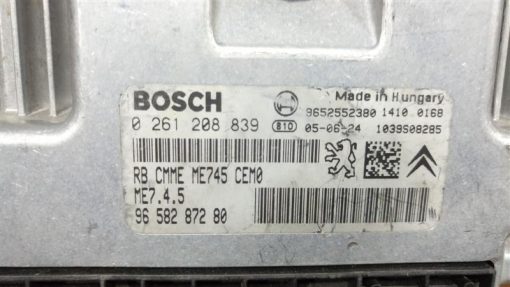 BOSCH
Made in Hungary
9652552380 1410 0168
0 261 208 839
B10 05-06-24 1039S08285
RB CMME ME745 CEM0
ME7.4.5
96 582 872 80